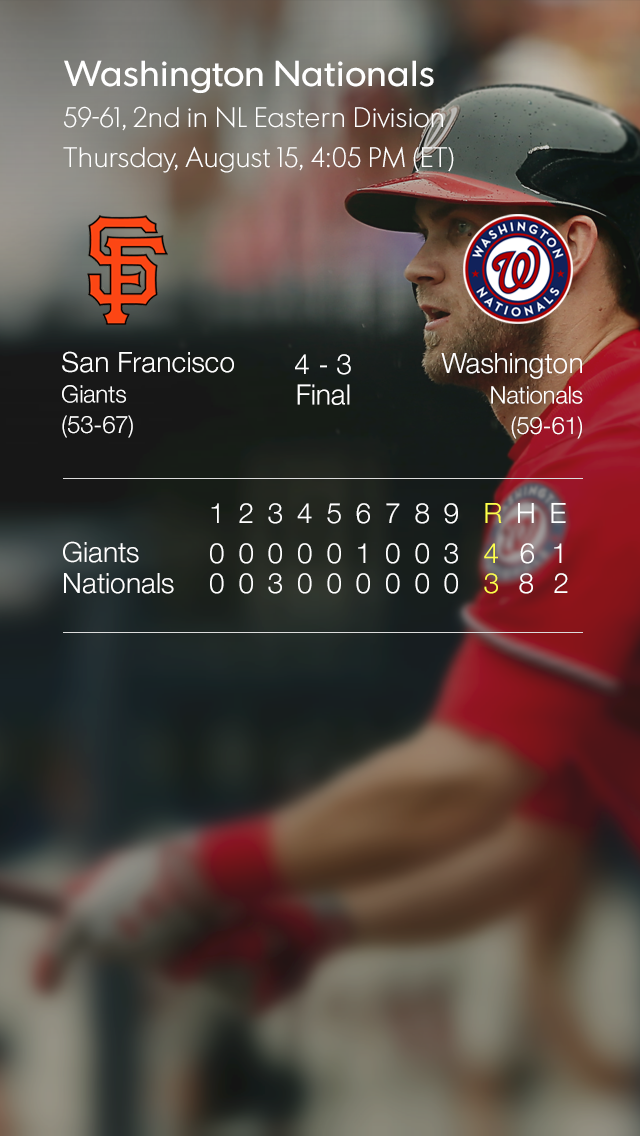 Washington Nationals
59-61, 2nd in NL Eastern Division
Thursday, August 15, 4:05 PM (ET)
SF
WASHINGTON
W
NATIONALS
San Francisco 4 - 3 Washington
Giants Final Nationals
(53-67) (59-61)
1 2 3 4 5 6 7 8 9 R H E
Giants 0 0 0 0 0 1 0 0 3 4 6 1
Nationals 0 0 3 0 0 0 0 0 0 3 8 2